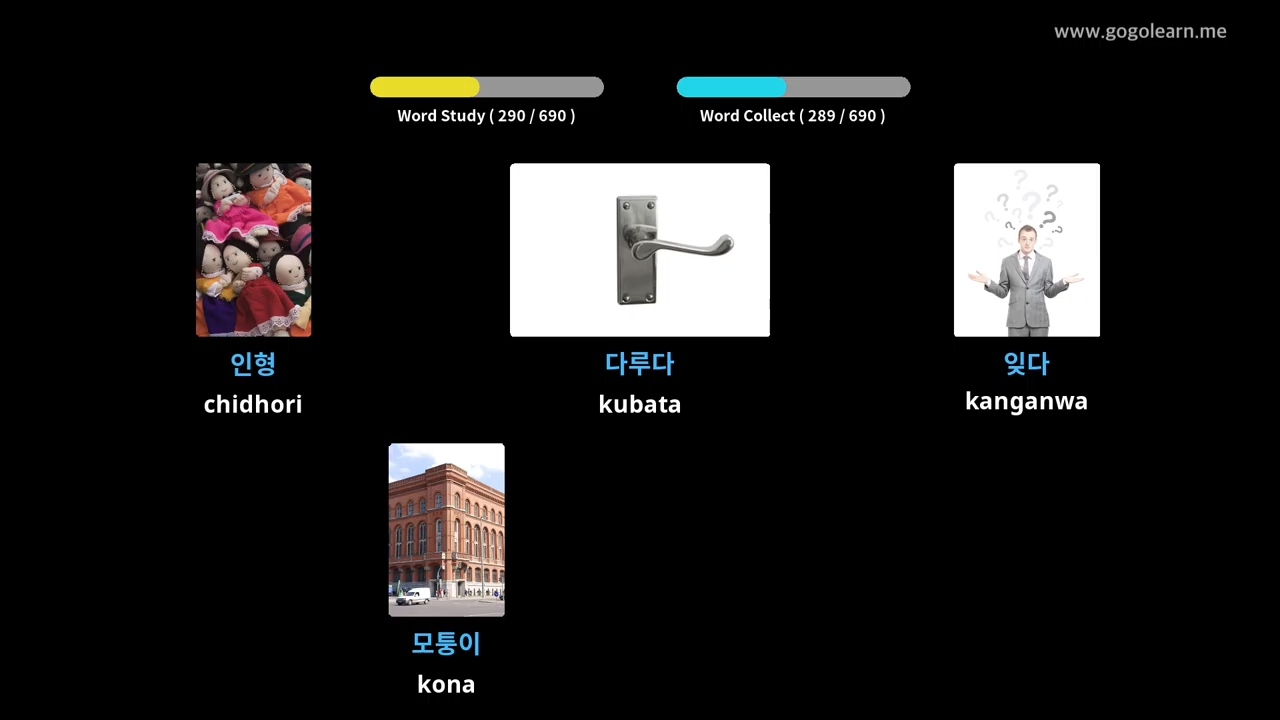 www.gogolearn.me
Word Study ( 290 / 690 )
Word Collect ( 289 / 690 )
인형
chidhori
다루다
kubata
잊다
kanganwa
모퉁이
kona